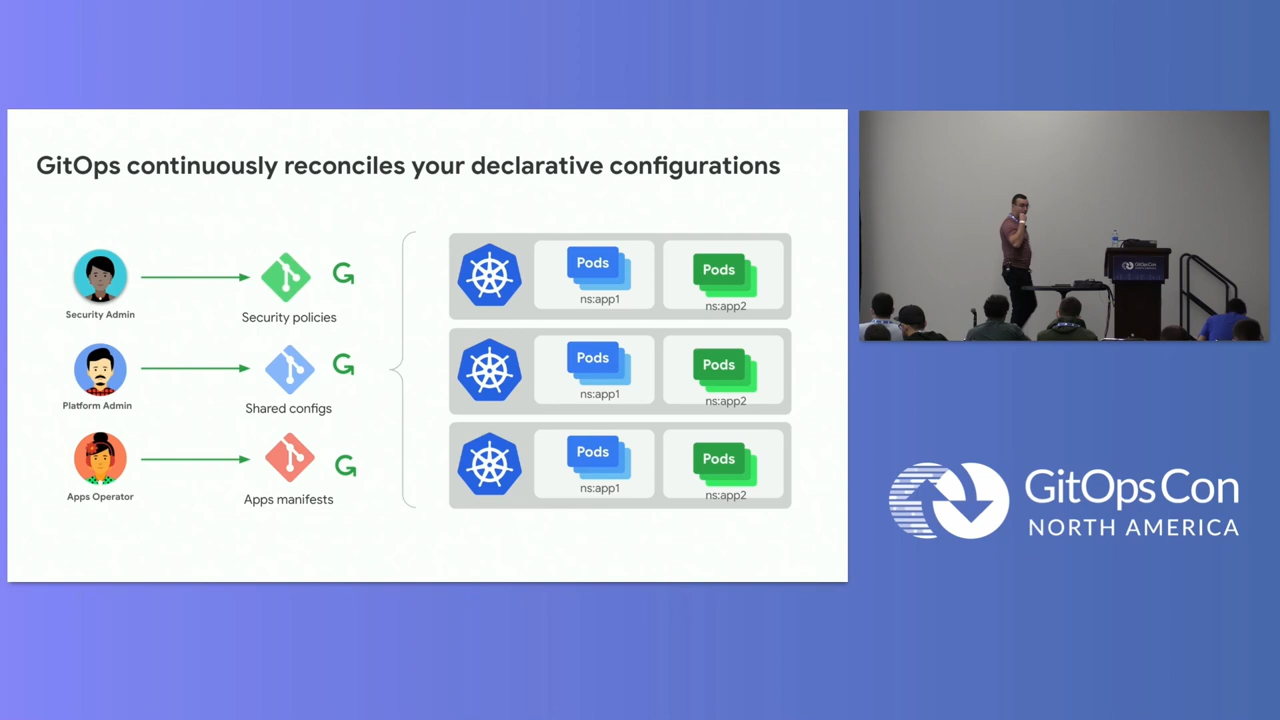 GitOps continuously reconciles your declarative configurations
Security Admin
Security policies
Platform Admin
Shared configs
Apps Operator
Apps manifests
Pods
ns:app1
Pods
ns:app2
Pods
ns:app1
Pods
ns:app2
Pods
ns:app1
Pods
ns:app2
GitOpsCon
GitOpsCon
NORTH AMERICA